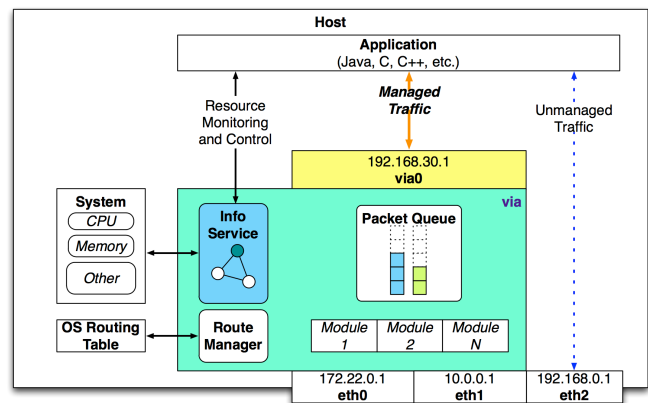 Host
Application
(Java, C, C++, etc.)
Resource
Monitoring
and Control
Managed
Traffic
Unmanaged
Traffic
192.168.30.1
via0
via
System
CPU
Memory
Other
Info
Service
Packet Queue
OS Routing
Table
Route
Manager
Module
1
Module
2
Module
N
172.22.0.1
eth0
10.0.0.1
eth1
192.168.0.1
eth2